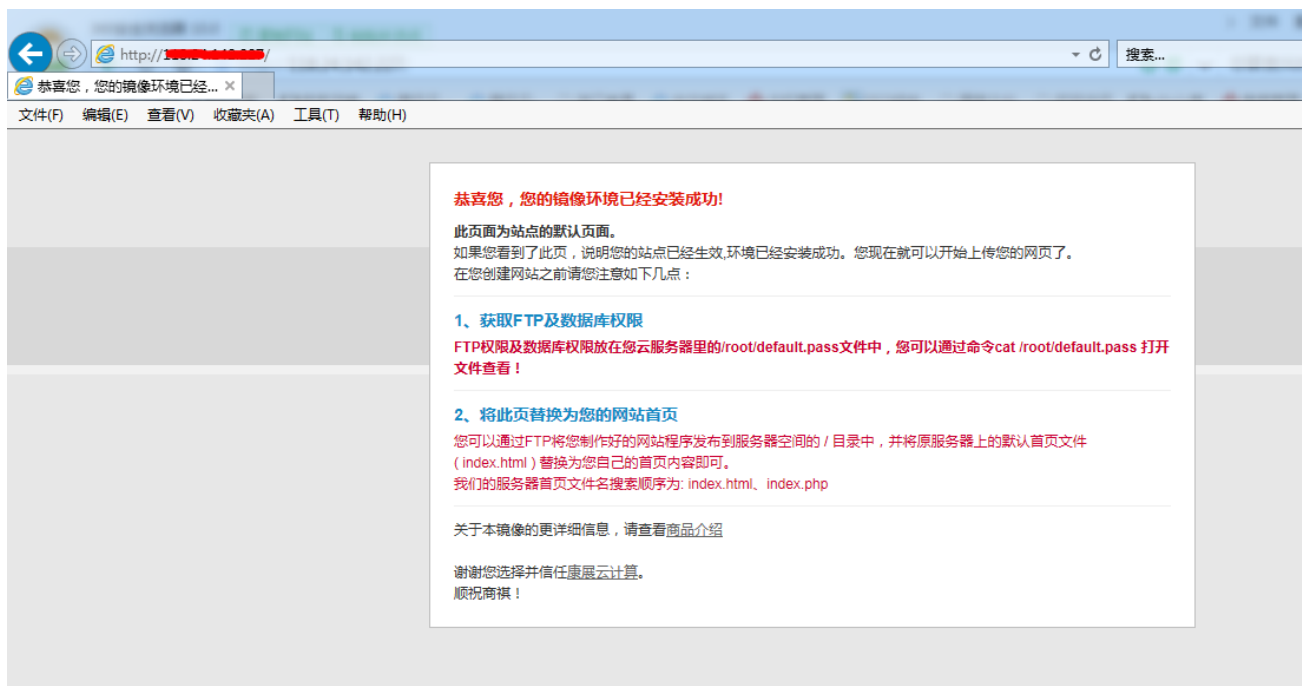 http://
搜索...
恭喜您，您的镜像环境已经...
文件(F) 编辑(E) 查看(V) 收藏夹(A) 工具(T) 帮助(H)
恭喜您，您的镜像环境已经安装成功!
此页面为站点的默认页面。
如果您看到了此页，说明您的站点已经生效,环境已经安装成功。您现在就可以开始上传您的网页了。
在您创建网站之前请您注意如下几点：
1、获取FTP及数据库权限
FTP权限及数据库权限放在您云服务器里的/root/default.pass文件中，您可以通过命令cat /root/default.pass 打开
文件查看！
2、将此页替换为您的网站首页
您可以通过FTP将您制作好的网站程序发布到服务器空间的 / 目录中，并将原服务器上的默认首页文件
( index.html ) 替换为您自己的首页内容即可。
我们的服务器首页文件名搜索顺序为: index.html、index.php
关于本镜像的更详细信息，请查看商品介绍
谢谢您选择并信任康展云计算。
顺祝商祺！